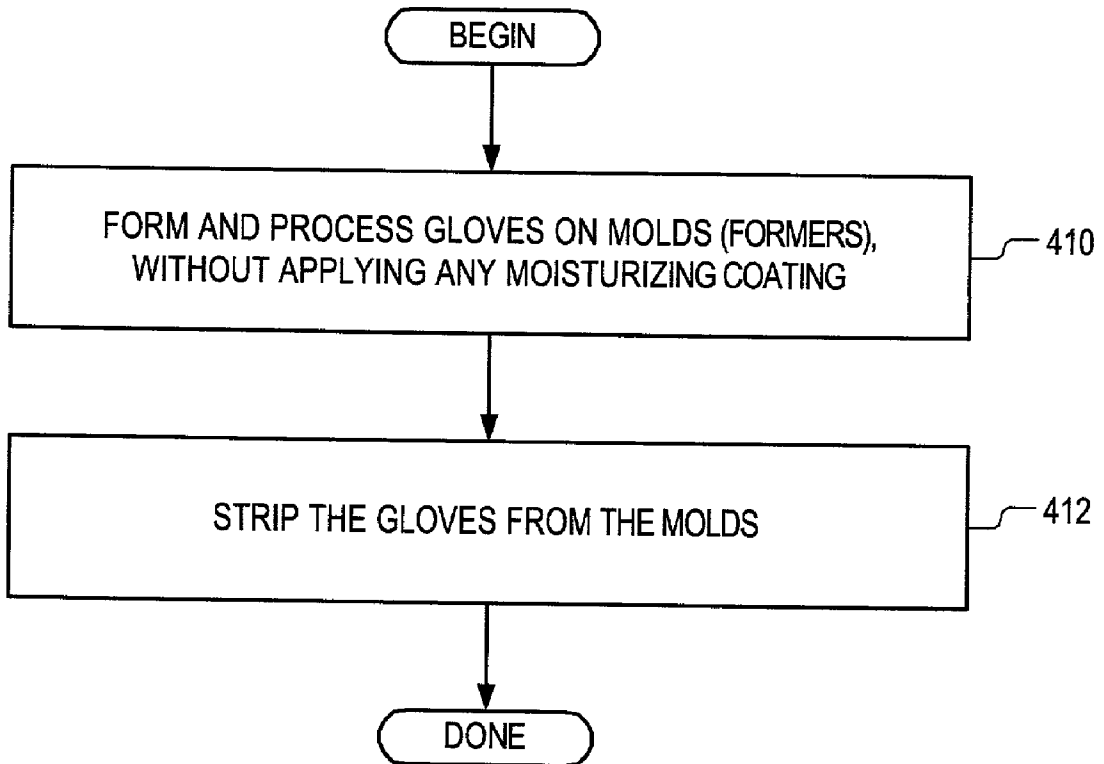 BEGIN
FORM AND PROCESS GLOVES ON MOLDS (FORMERS),
WITHOUT APPLYING ANY MOISTURIZING COATING
410
STRIP THE GLOVES FROM THE MOLDS
412
DONE